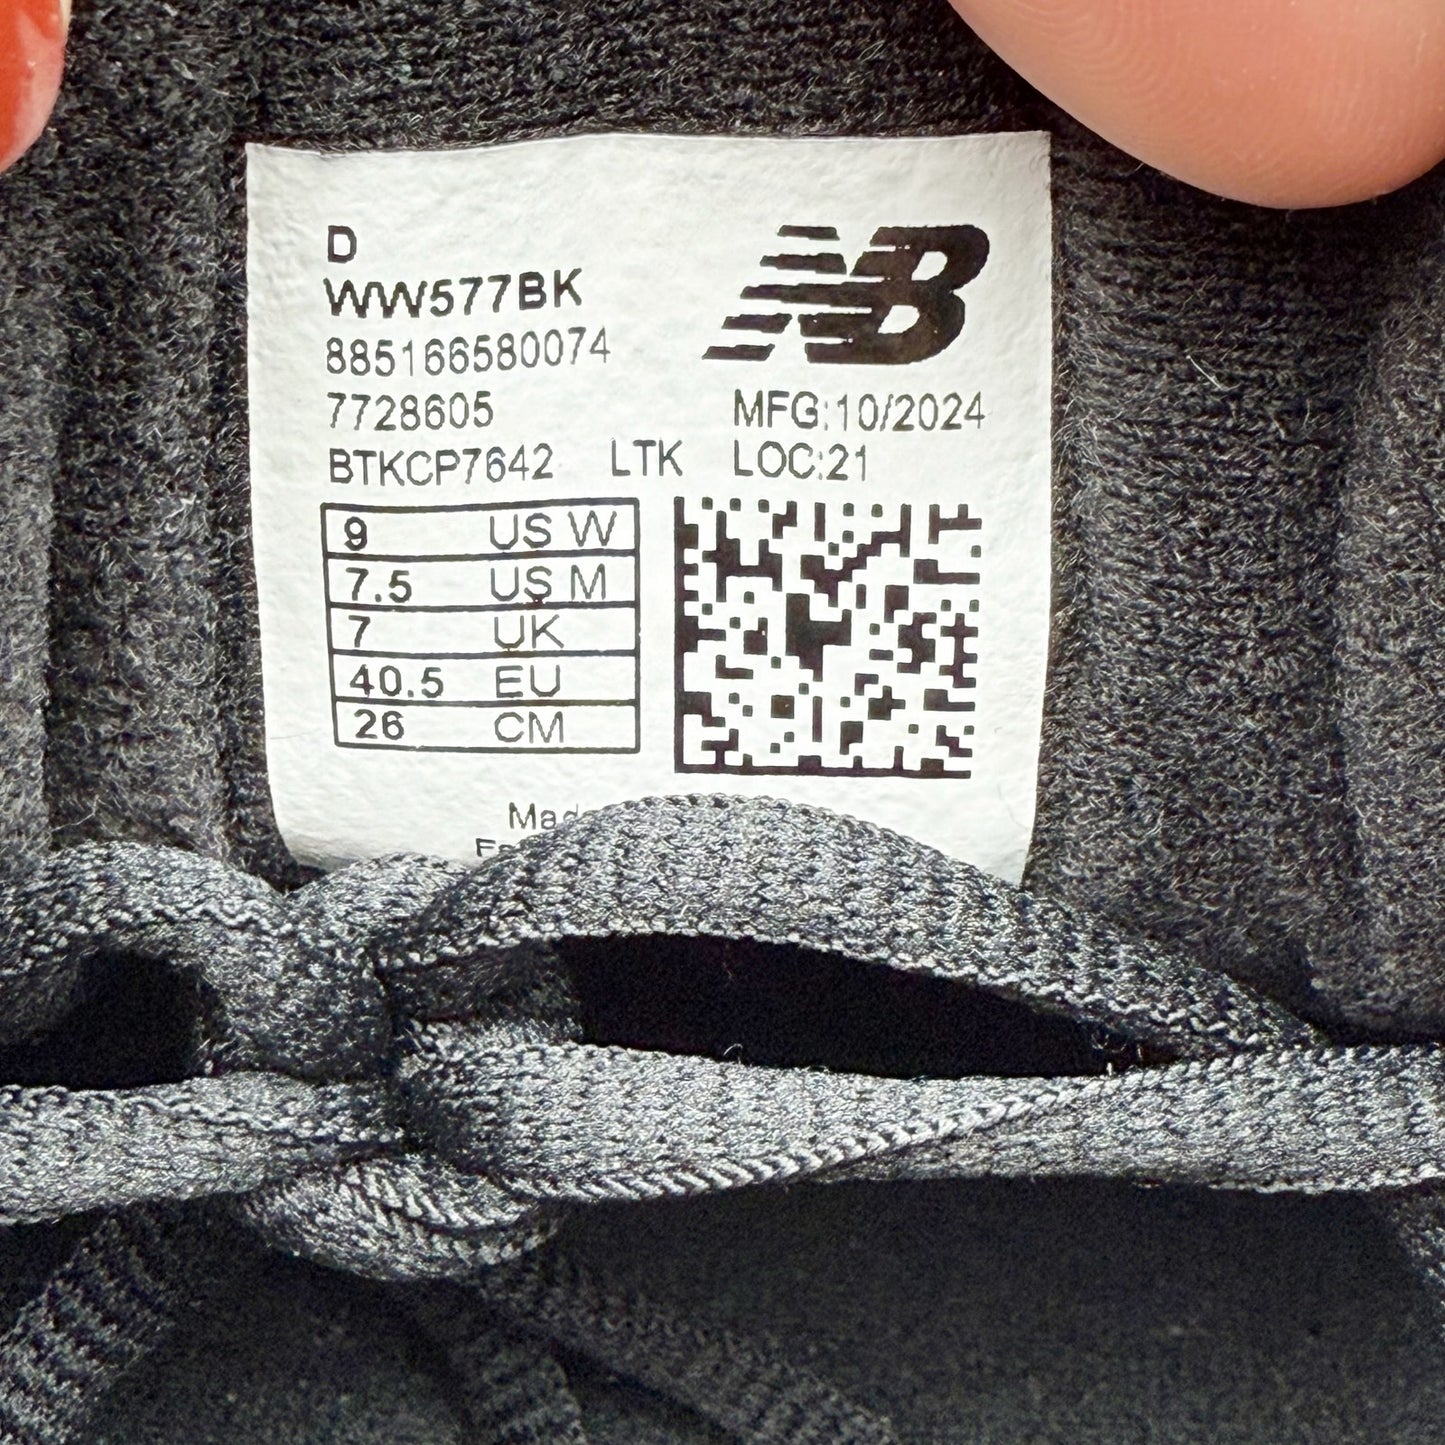 D
WW577BK
885166580074
7728605
BTKCP7642 LTK
NB
MFG:10/2024
LOC:21
9 US W
7.5 US M
7 UK
40.5 EU
26 CM